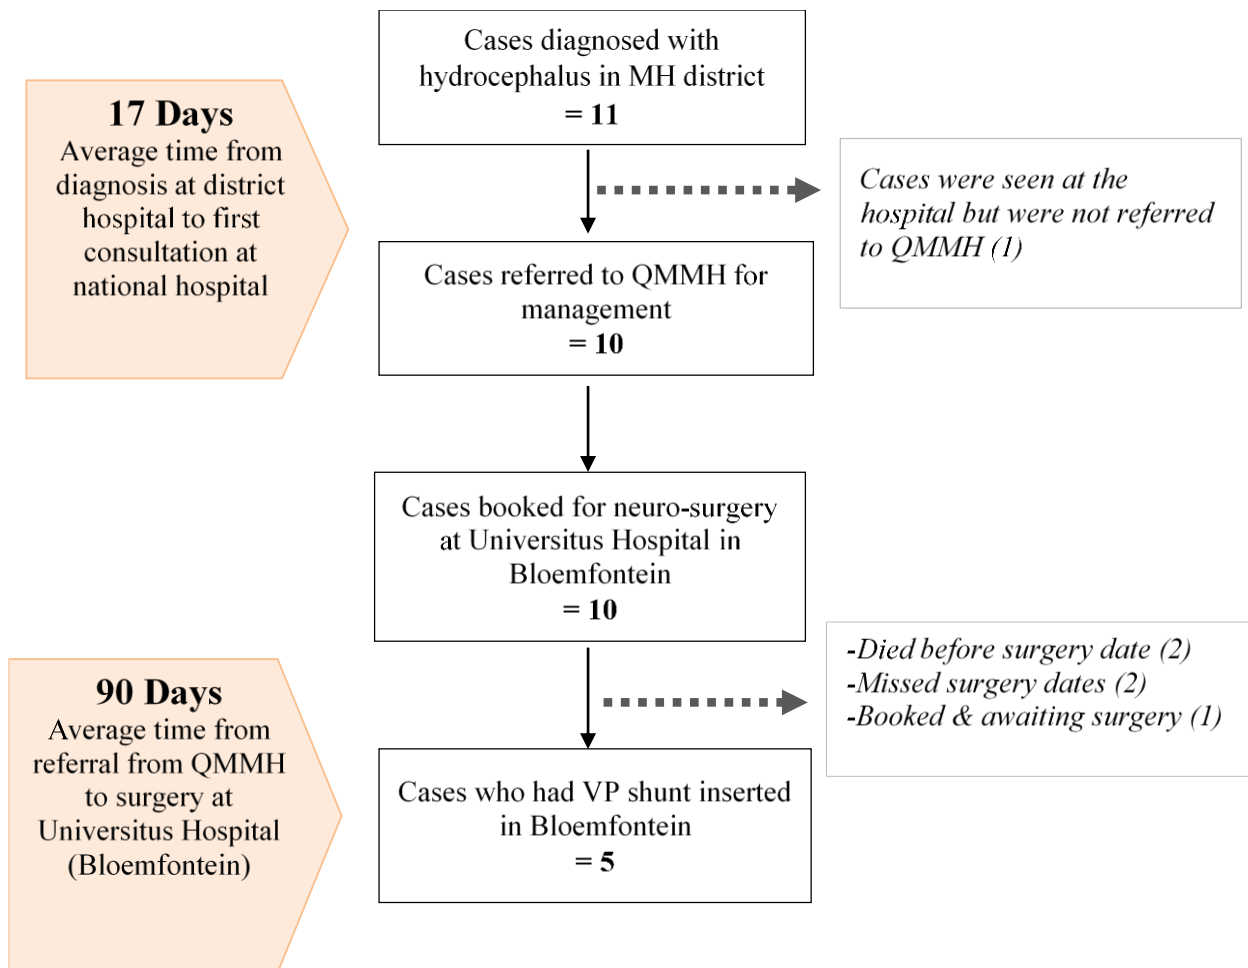 Cases diagnosed with
hydrocephalus in MH district
= 11
17 Days
Average time from
diagnosis at district
hospital to first
consultation at
national hospital
Cases were seen at the
hospital but were not referred
to QMMH (1)
Cases referred to QMMH for
management
= 10
Cases booked for neuro-surgery
at Universitus Hospital in
Bloemfontein
= 10
-Died before surgery date (2)
-Missed surgery dates (2)
-Booked & awaiting surgery (1)
90 Days
Average time from
referral from QMMH
to surgery at
Universitus Hospital
(Bloemfontein)
Cases who had VP shunt inserted
in Bloemfontein
= 5